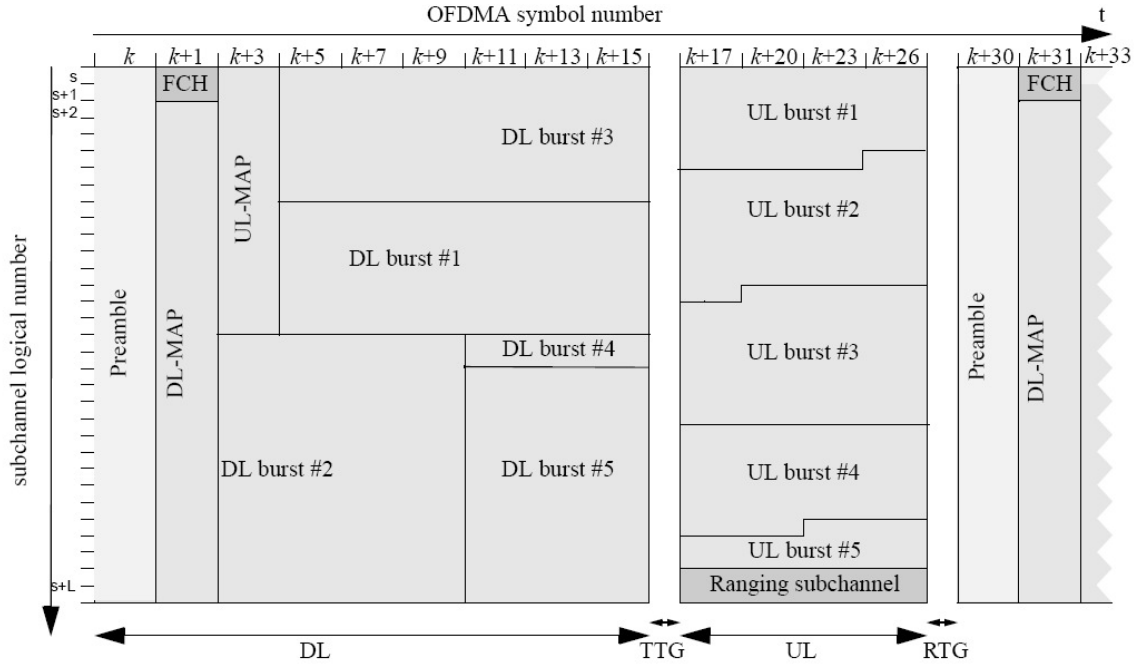 OFDMA symbol number
t
k k+1 k+3 k+5 k+7 k+9 k+11 k+13 k+15 k+17 k+20 k+23 k+26 k+30 k+31 k+33
s
s+1
s+2
s+L
subchannel logical number
Preamble
FCH
DL-MAP
UL-MAP
DL burst #3
DL burst #1
DL burst #4
DL burst #2
DL burst #5
UL burst #1
UL burst #2
UL burst #3
UL burst #4
UL burst #5
Ranging subchannel
Preamble
FCH
DL-MAP
DL TTG UL RTG